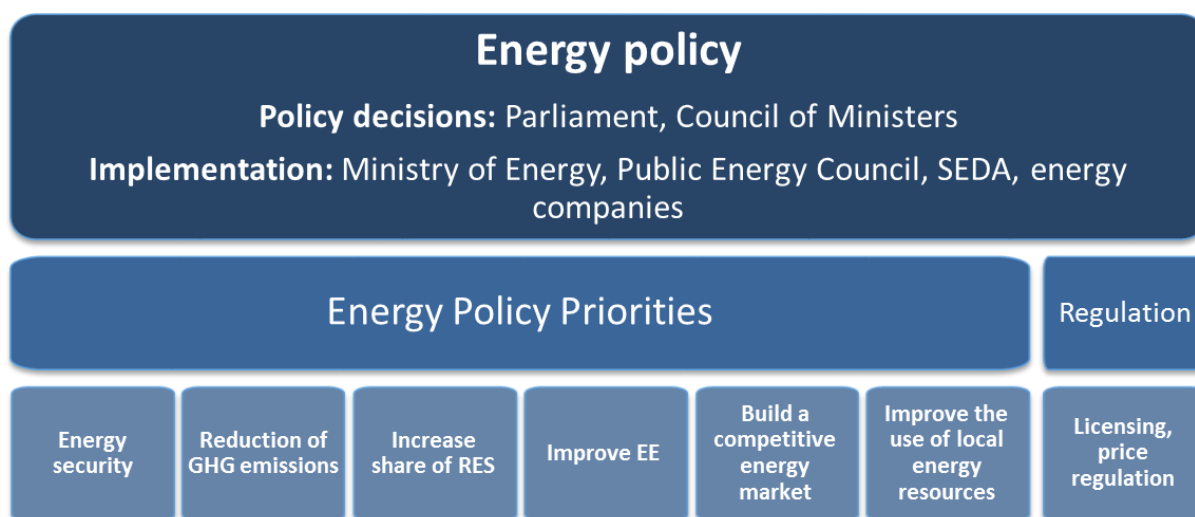 Energy policy
Policy decisions: Parliament, Council of Ministers
Implementation: Ministry of Energy, Public Energy Council, SEDA, energy
companies
Energy Policy Priorities
Regulation
Energy
security
Reduction of
GHG emissions
Increase
share of RES
Improve EE
Build a
competitive
energy
market
Improve the
use of local
energy
resources
Licensing,
price
regulation